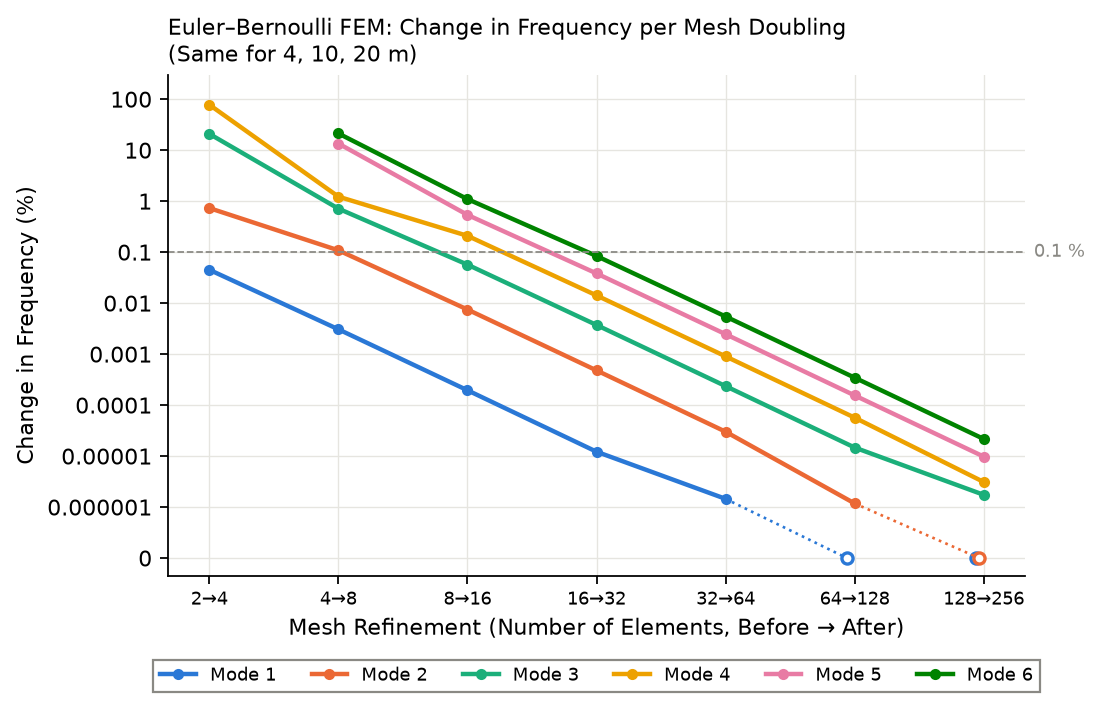 Euler–Bernoulli FEM: Change in Frequency per Mesh Doubling
(Same for 4, 10, 20 m)
Change in Frequency (%)
100
10
1
0.1
0.01
0.001
0.0001
0.00001
0.000001
0
0.1 %
2→4
4→8
8→16
16→32
32→64
64→128
128→256
Mesh Refinement (Number of Elements, Before → After)
Mode 1
Mode 2
Mode 3
Mode 4
Mode 5
Mode 6